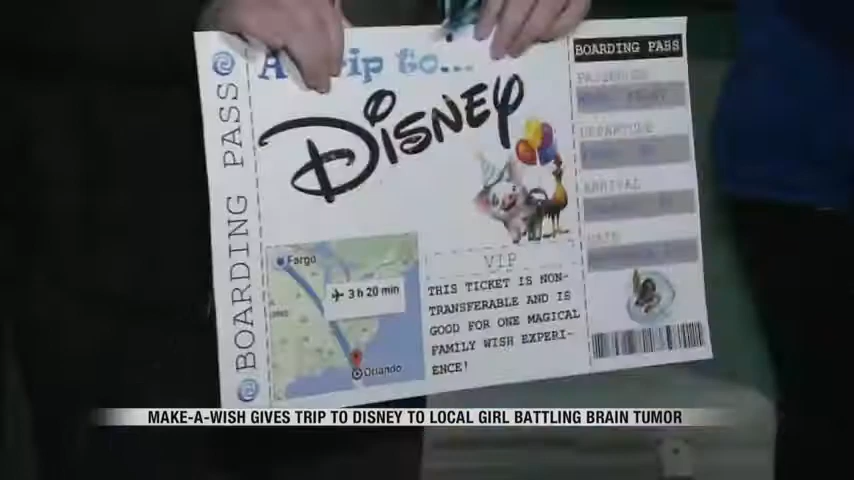 BOARDING PASS
A Trip to...
DISNEY
Fargo
3 h 20 min
Orlando
VIP
THIS TICKET IS NON-
TRANSFERABLE AND IS
GOOD FOR ONE MAGICAL
FAMILY WISH EXPERI-
ENCE!
BOARDING PASS
PASSENGER
DEPARTURE
ARRIVAL
MAKE-A-WISH GIVES TRIP TO DISNEY TO LOCAL GIRL BATTLING BRAIN TUMOR